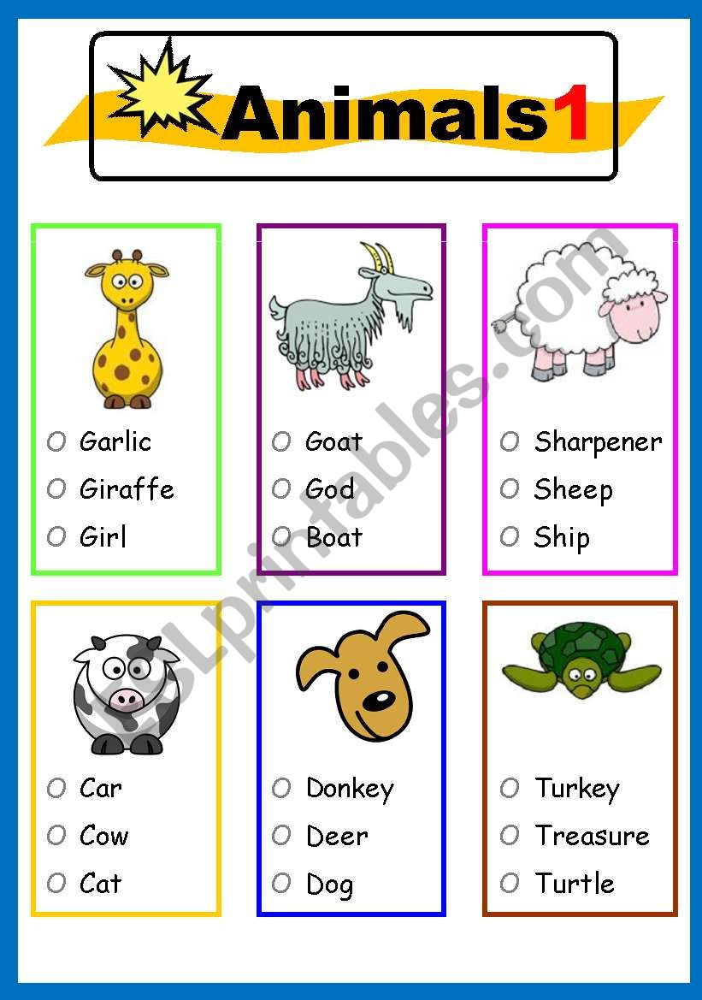 Animals1
Garlic
Giraffe
Girl
Goat
God
Boat
Sharpener
Sheep
Ship
Car
Cow
Cat
Donkey
Deer
Dog
Turkey
Treasure
Turtle
ESLprintables.com